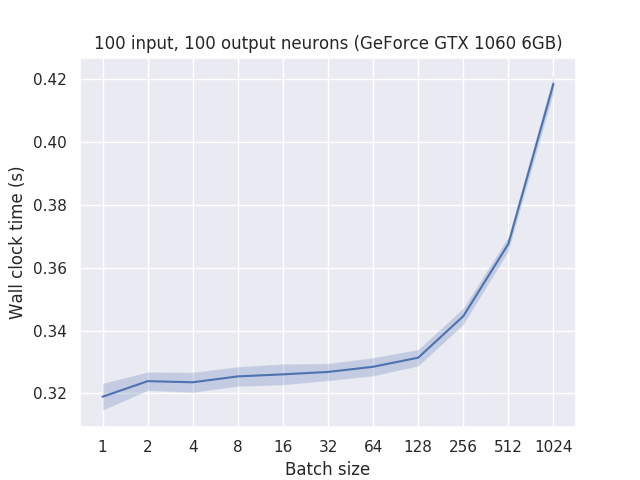 100 input, 100 output neurons (GeForce GTX 1060 6GB)
Wall clock time (s)
0.42
0.40
0.38
0.36
0.34
0.32
1 2 4 8 16 32 64 128 256 512 1024
Batch size